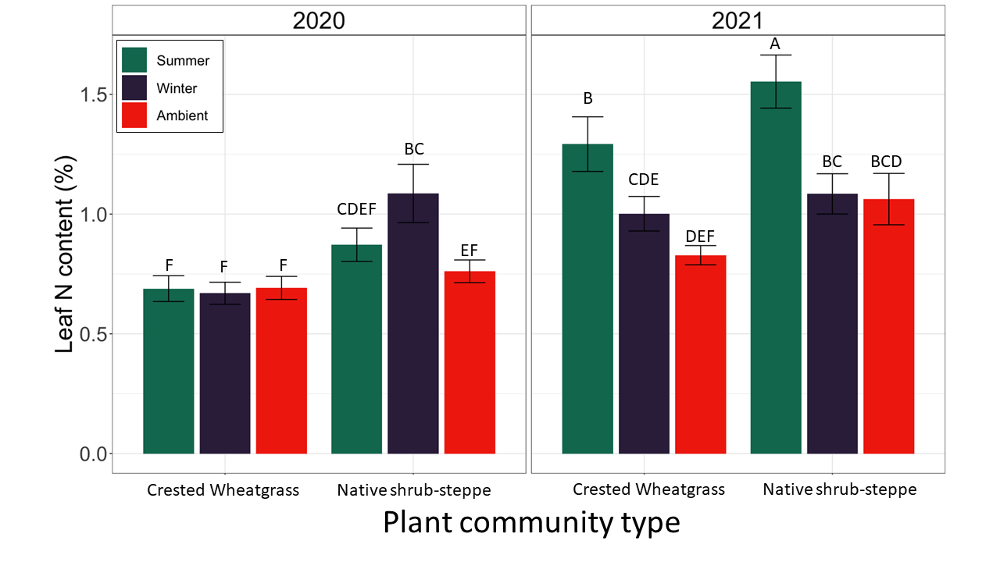 2020
2021
Summer
Winter
Ambient
Leaf N content (%)
1.5
1.0
0.5
0.0
F
F
F
CDEF
BC
EF
B
CDE
DEF
A
BC
BCD
Crested Wheatgrass
Native shrub-steppe
Crested Wheatgrass
Native shrub-steppe
Plant community type